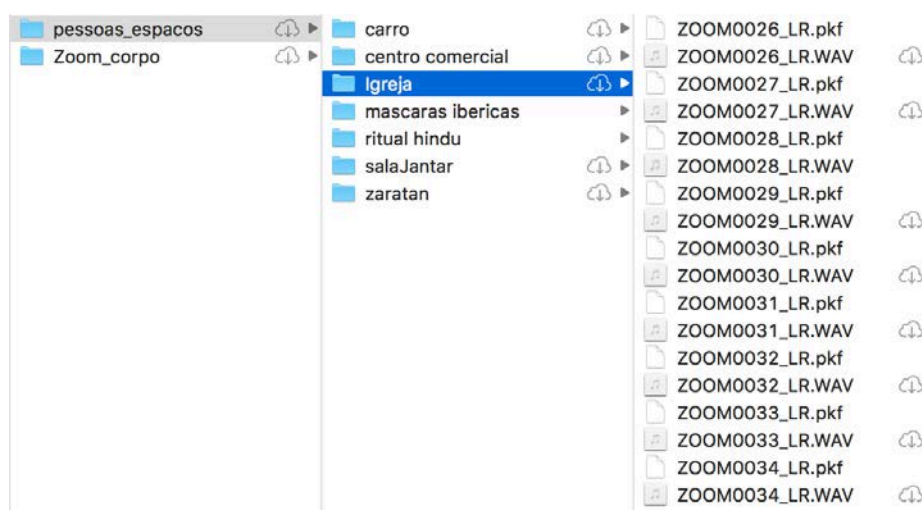 pessoas_espacos
Zoom_corpo
carro
centro comercial
Igreja
mascaras ibericas
ritual hindu
salaJantar
zaratan
ZOOM0026_LR.pkf
ZOOM0026_LR.WAV
ZOOM0027_LR.pkf
ZOOM0027_LR.WAV
ZOOM0028_LR.pkf
ZOOM0028_LR.WAV
ZOOM0029_LR.pkf
ZOOM0029_LR.WAV
ZOOM0030_LR.pkf
ZOOM0030_LR.WAV
ZOOM0031_LR.pkf
ZOOM0031_LR.WAV
ZOOM0032_LR.pkf
ZOOM0032_LR.WAV
ZOOM0033_LR.pkf
ZOOM0033_LR.WAV
ZOOM0034_LR.pkf
ZOOM0034_LR.WAV